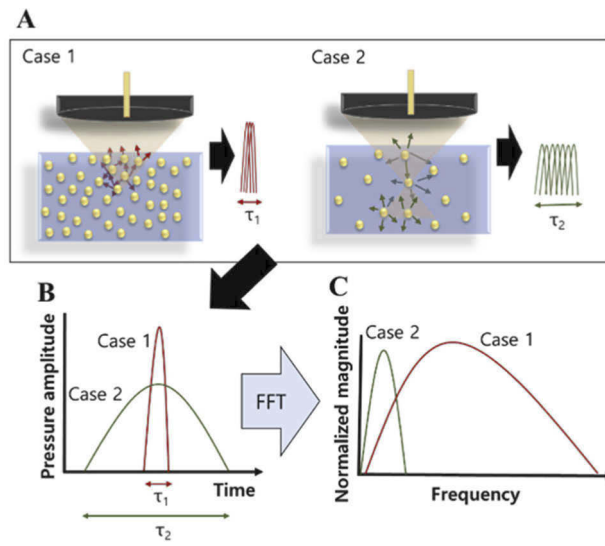 A
Case 1
Case 2
τ1
τ2
B
C
Pressure amplitude
Case 1
Case 2
τ1
Time
τ2
FFT
Normalized magnitude
Case 2
Case 1
Frequency